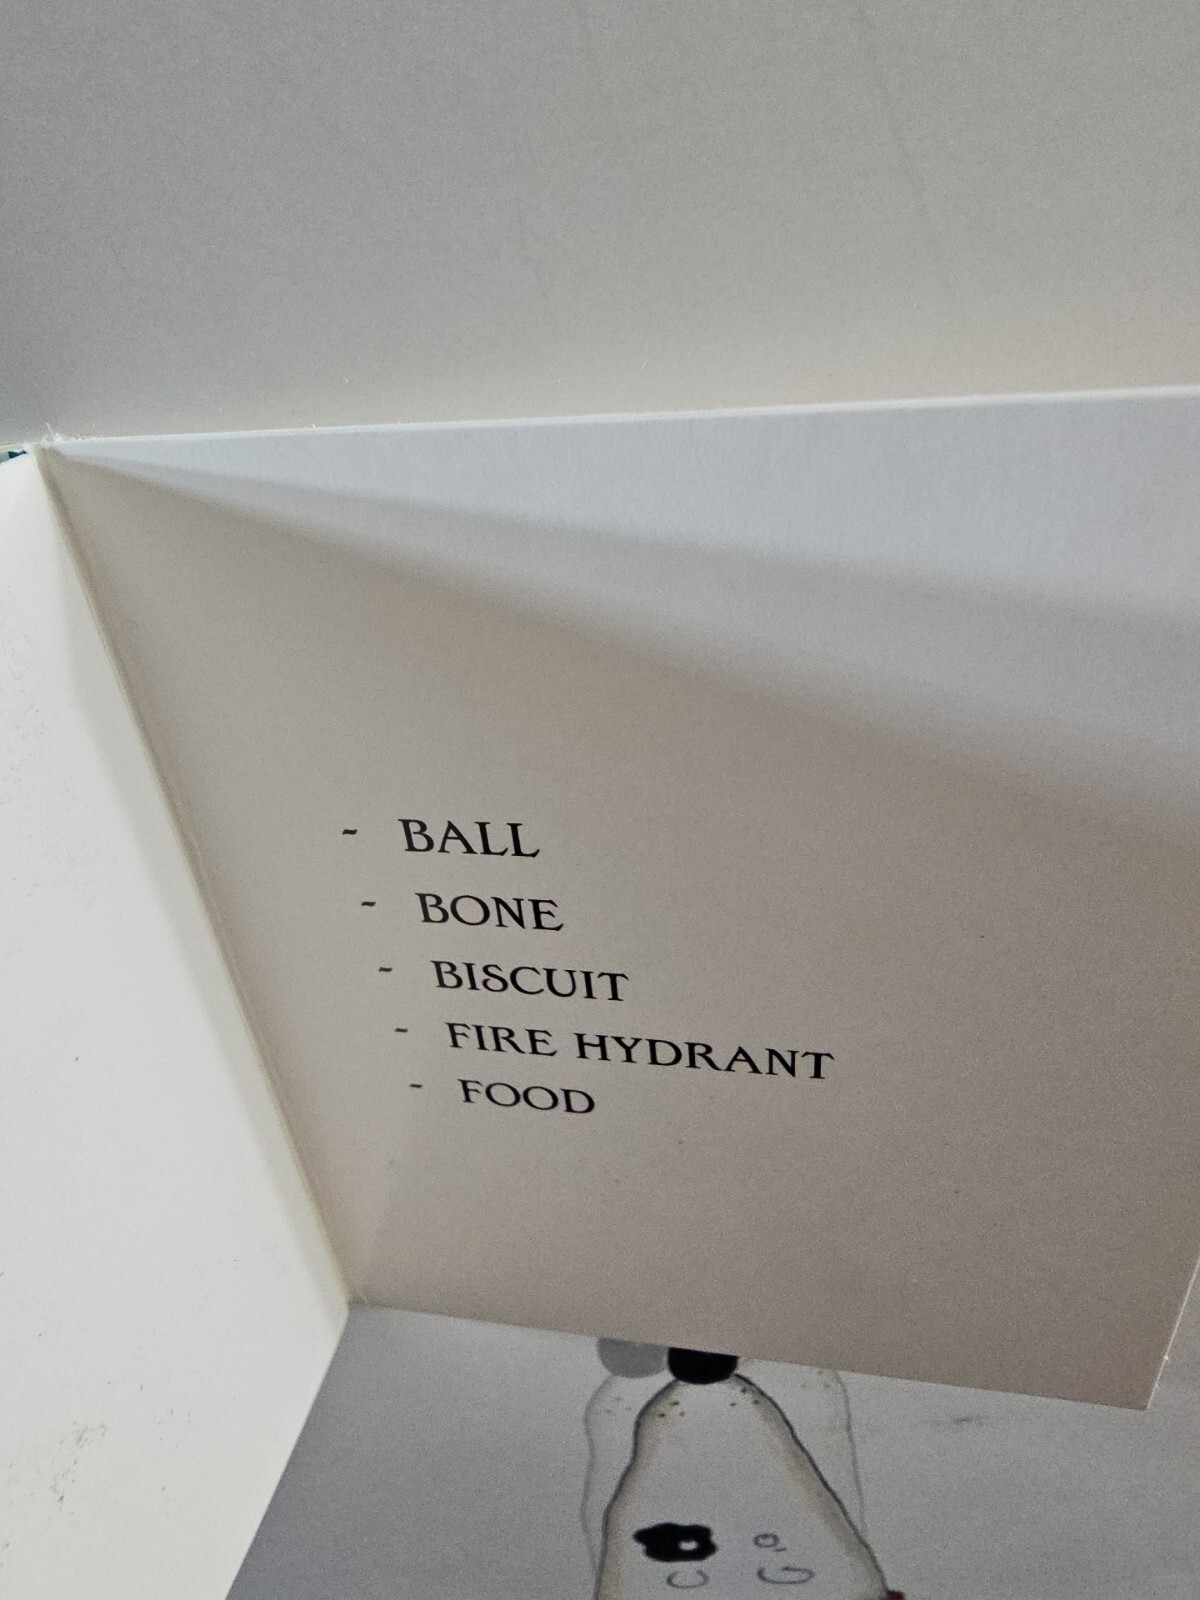 - BALL
- BONE
- BISCUIT
- FIRE HYDRANT
- FOOD